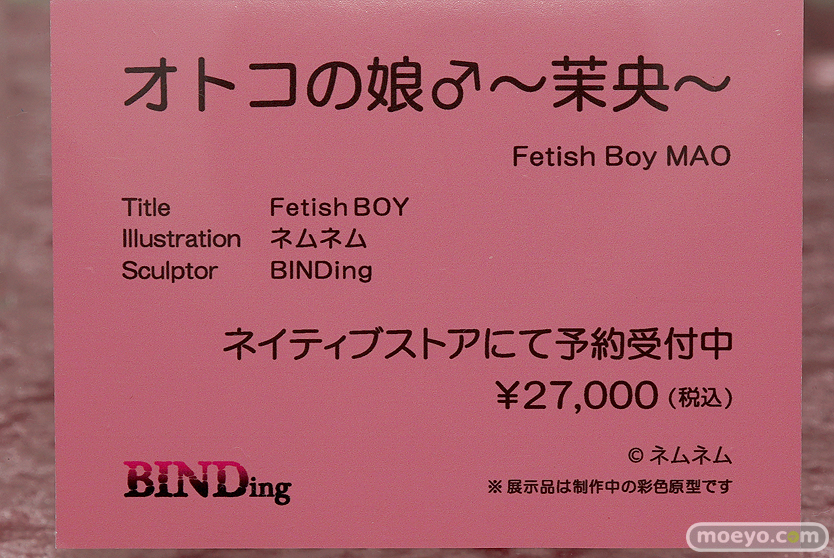 オトコの娘♂～茉央～
Fetish Boy MAO
Title Fetish BOY
Illustration ネムネム
Sculptor BINDing
ネイティブストアにて予約受付中
¥27,000 (税込)
© ネムネム
BINDing
※展示品は制作中の彩色原型です
moeyo.com